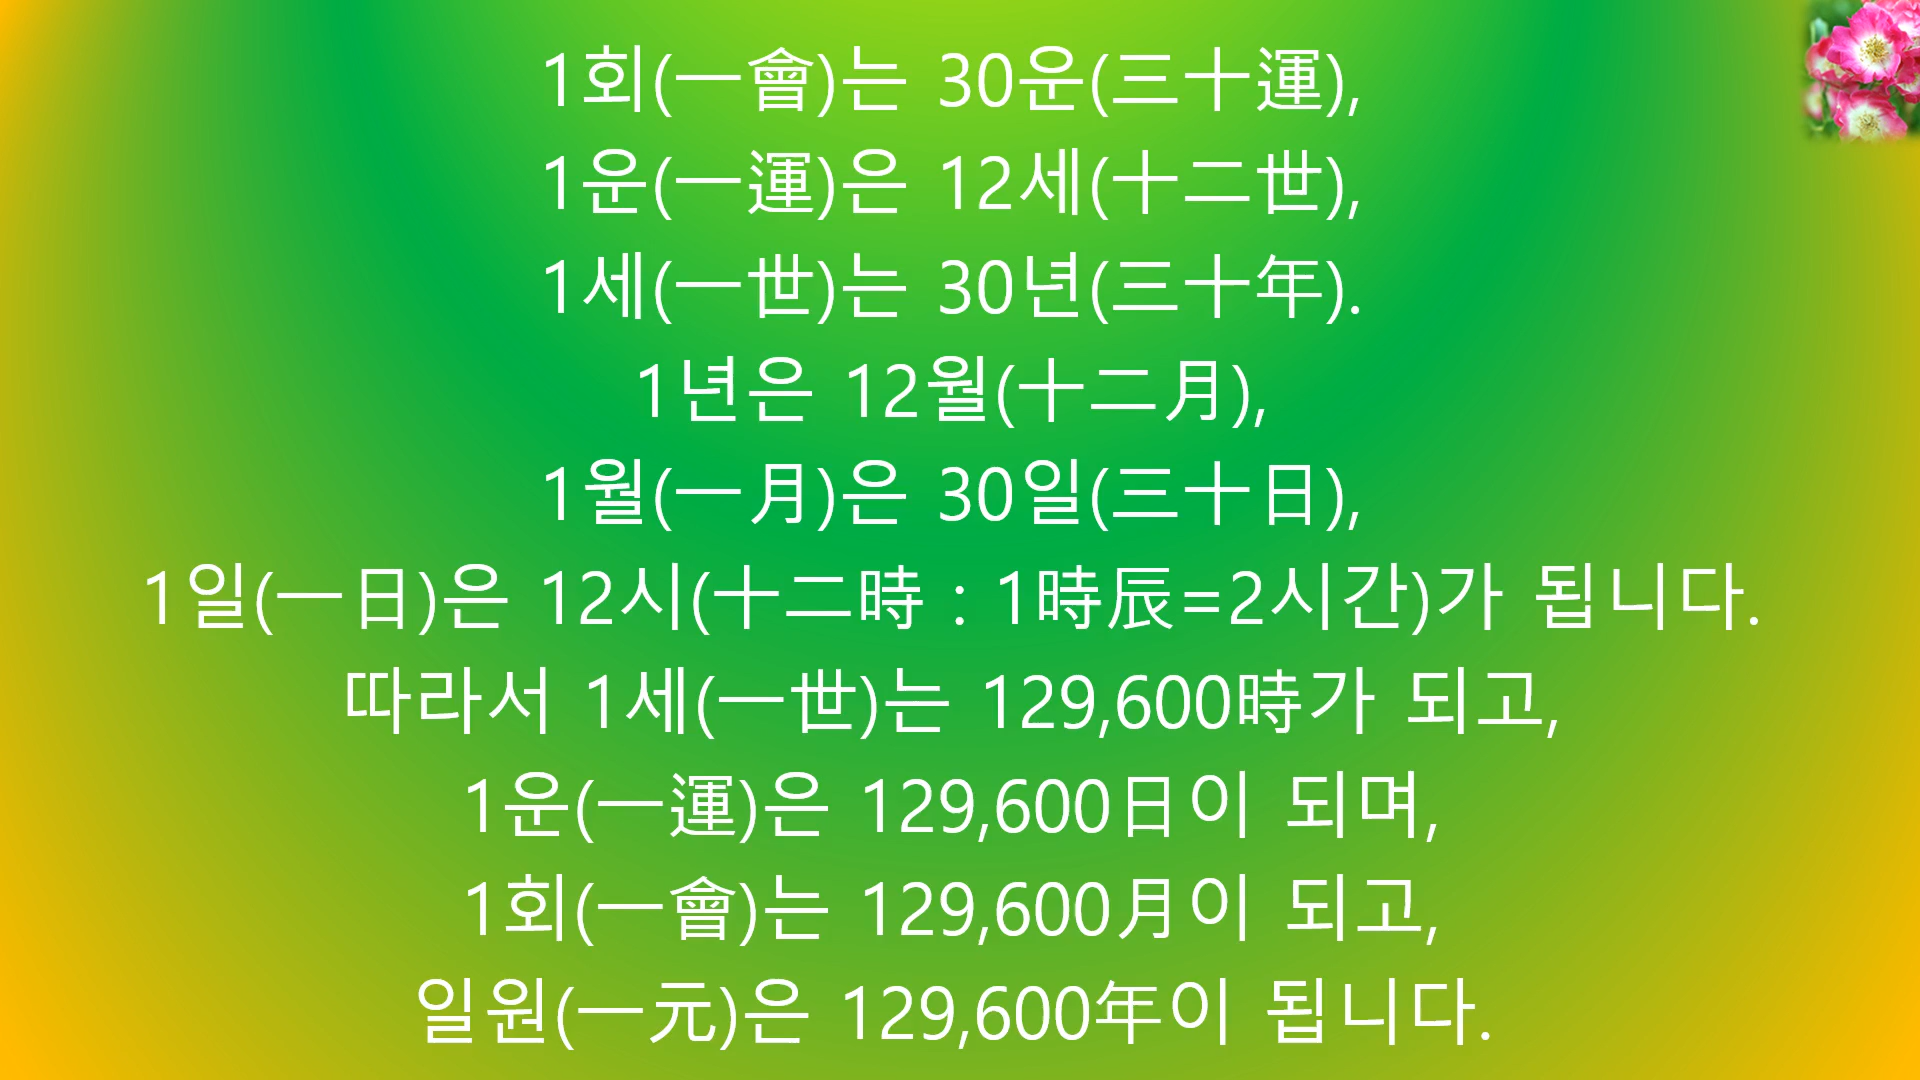 1회(一會)는 30운(三十運),
1운(一運)은 12세(十二世),
1세(一世)는 30년(三十年).
1년은 12월(十二月),
1월(一月)은 30일(三十日),
1일(一日)은 12시(十二時 : 1時辰=2시간)가 됩니다.
따라서 1세(一世)는 129,600時가 되고,
1운(一運)은 129,600日이 되며,
1회(一會)는 129,600月이 되고,
일원(一元)은 129,600年이 됩니다.